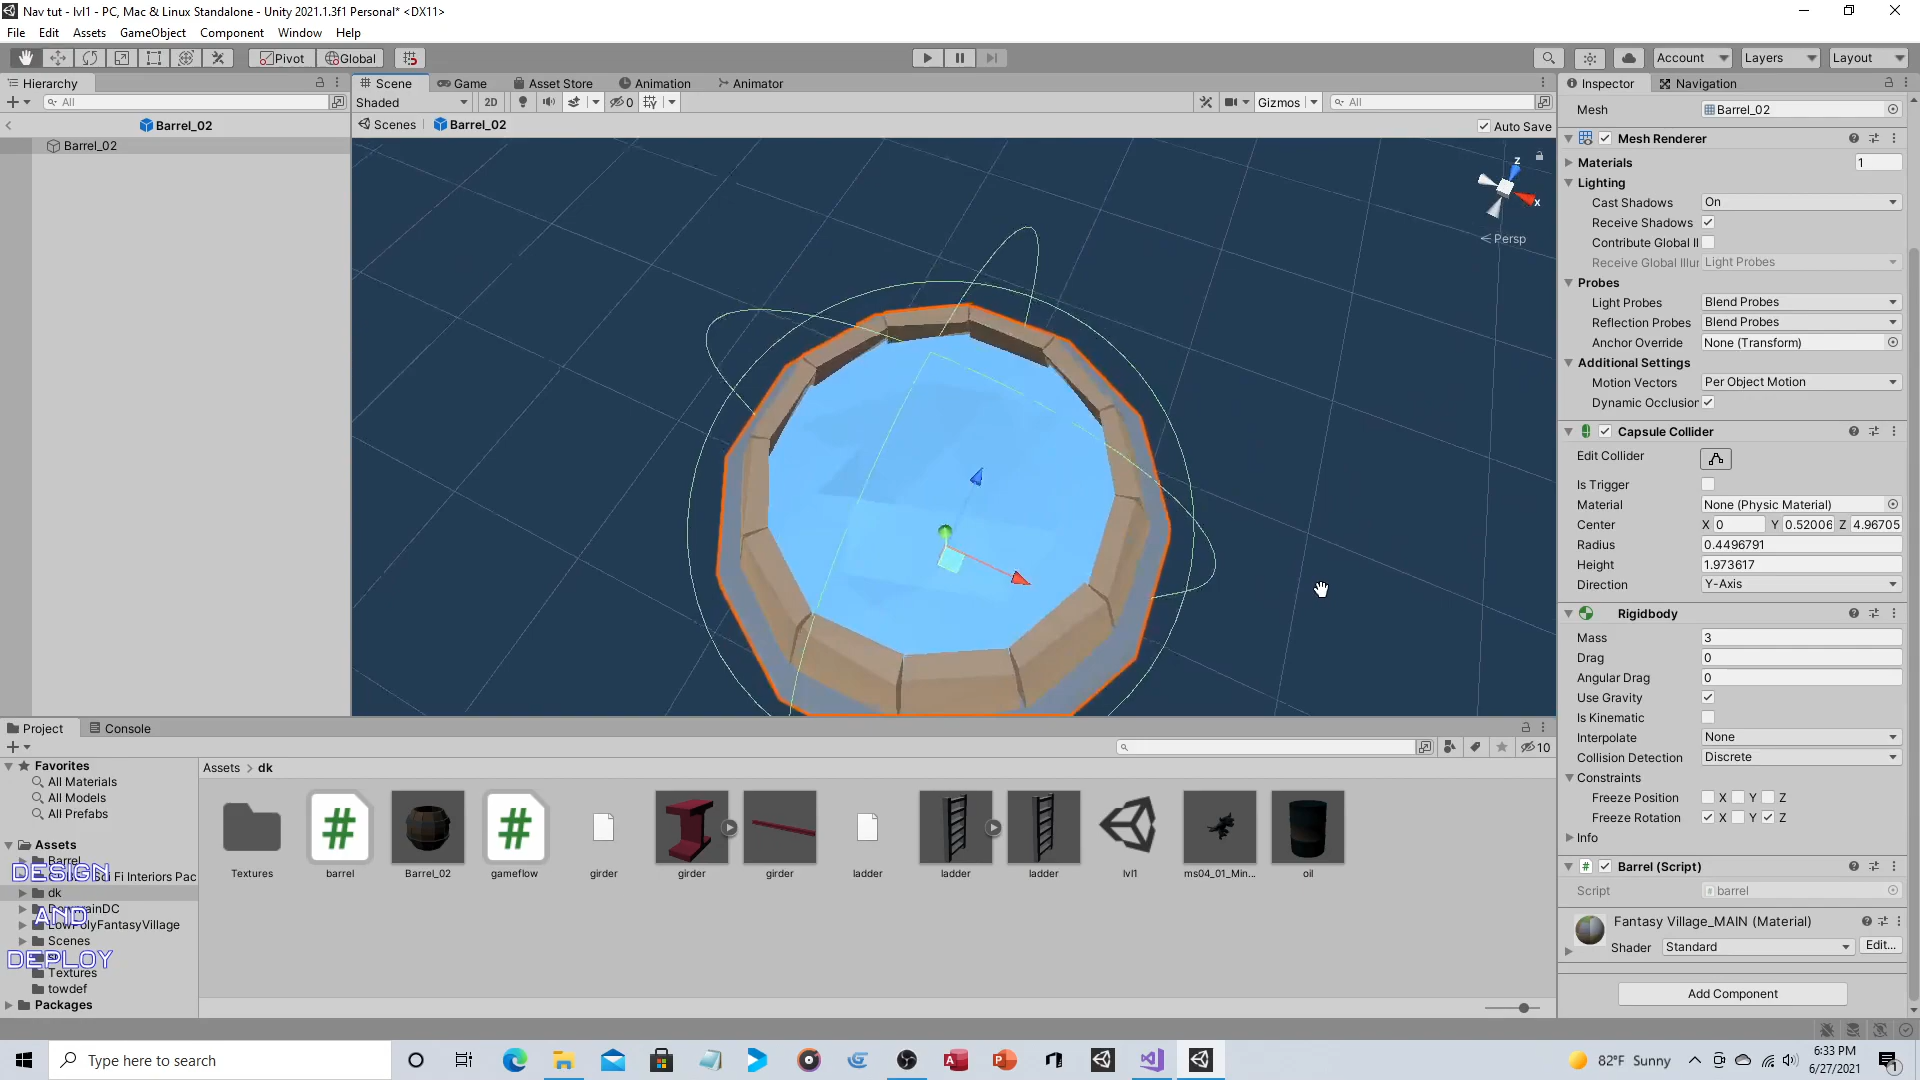 Nav tut - lvl1 - PC, Mac & Linux Standalone - Unity 2021.1.3f1 Personal* <DX11>
File Edit Assets GameObject Component Window Help
Pivot Global Account Layers Layout
Hierarchy
All
Barrel_02
Barrel_02
Scene Game Asset Store Animation Animator
Shaded 2D 0 Gizmos All
Scenes Barrel_02 Auto Save
z
x
< Persp
Inspector Navigation
Mesh Barrel_02
Mesh Renderer
Materials 1
Lighting
Cast Shadows On
Receive Shadows
Contribute Global Il
Receive Global Illur Light Probes
Probes
Light Probes Blend Probes
Reflection Probes Blend Probes
Anchor Override None (Transform)
Additional Settings
Motion Vectors Per Object Motion
Dynamic Occlusion
Capsule Collider
Edit Collider
Is Trigger
Material None (Physic Material)
Center X 0 Y 0.52006 Z 4.96705
Radius 0.4496791
Height 1.973617
Direction Y-Axis
Rigidbody
Mass 3
Drag 0
Angular Drag 0
Use Gravity
Is Kinematic
Interpolate None
Collision Detection Discrete
Constraints
Freeze Position X Y Z
Freeze Rotation X Y Z
Info
Barrel (Script)
Script barrel
Fantasy Village_MAIN (Material)
Shader Standard Edit...
Add Component
Project Console
10
Favorites
All Materials
All Models
All Prefabs
Assets
Barrel
Sci Fi Interiors Pac
dk
DC
LowPolyFantasyVillage
Scenes
Textures
towdef
Packages
DESIGN
AND
DEPLOY
Assets > dk
Textures barrel Barrel_02 gameflow girder girder girder ladder ladder ladder lvl1 ms04_01_Min... oil
Type here to search
82°F Sunny
6:33 PM
6/27/2021
1